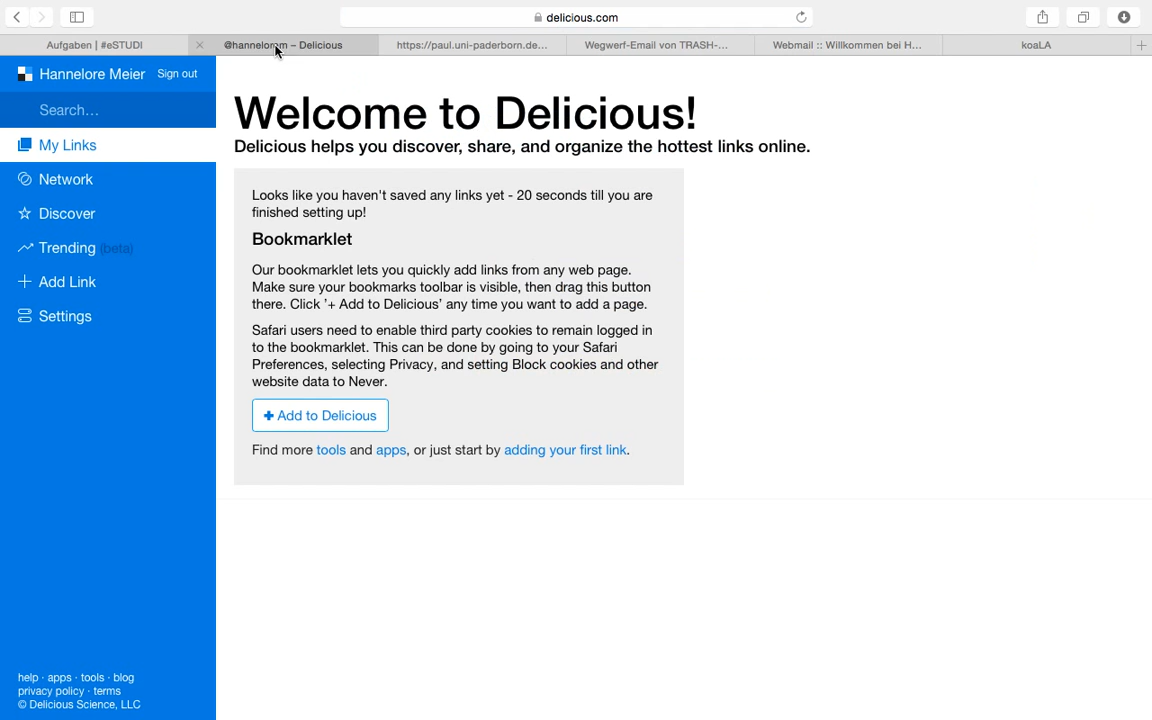 delicious.com
Aufgaben | #eSTUDI
@hannelo – Delicious
https://paul.uni-paderborn.de...
Wegwerf-Email von TRASH-...
Webmail :: Willkommen bei H...
koaLA
Hannelore Meier Sign out
Search...
My Links
Network
Discover
Trending (beta)
Add Link
Settings
Welcome to Delicious!
Delicious helps you discover, share, and organize the hottest links online.
Looks like you haven't saved any links yet - 20 seconds till you are
finished setting up!
Bookmarklet
Our bookmarklet lets you quickly add links from any web page.
Make sure your bookmarks toolbar is visible, then drag this button
there. Click '+ Add to Delicious' any time you want to add a page.
Safari users need to enable third party cookies to remain logged in
to the bookmarklet. This can be done by going to your Safari
Preferences, selecting Privacy, and setting Block cookies and other
website data to Never.
+ Add to Delicious
Find more tools and apps, or just start by adding your first link.
help · apps · tools · blog
privacy policy · terms
© Delicious Science, LLC